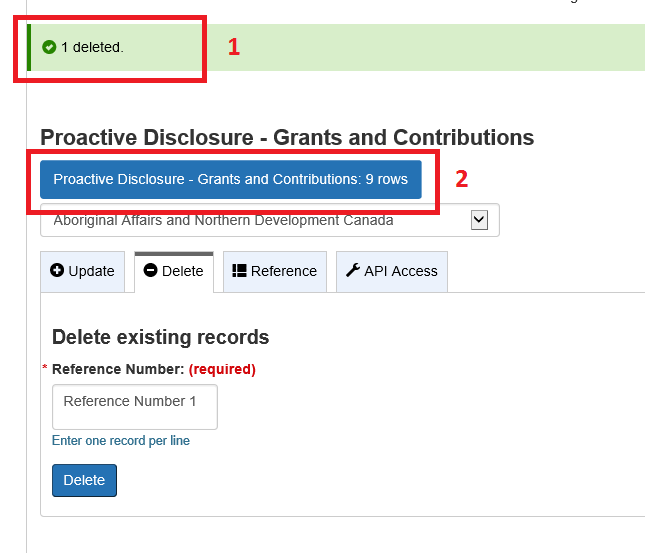 1 deleted.
1
Proactive Disclosure - Grants and Contributions
Proactive Disclosure - Grants and Contributions: 9 rows
2
Aboriginal Affairs and Northern Development Canada
Update Delete Reference API Access
Delete existing records
* Reference Number: (required)
Reference Number 1
Enter one record per line
Delete